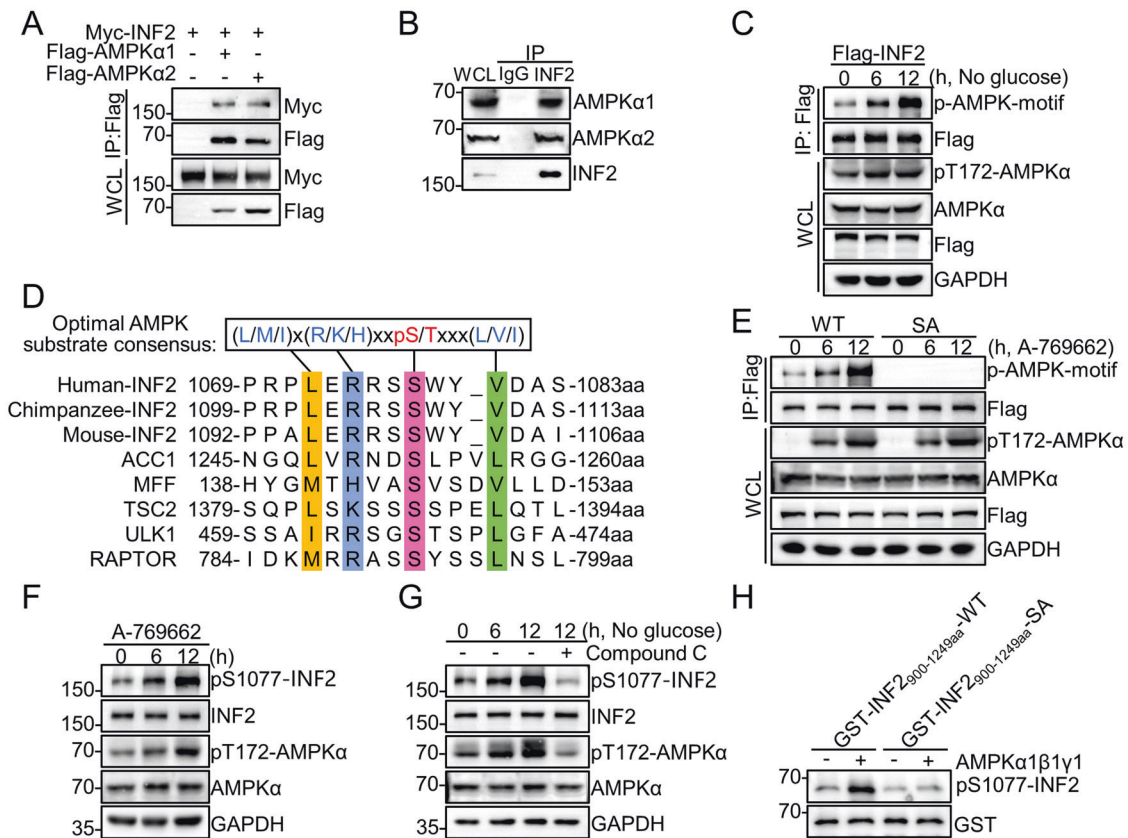 A
Myc-INF2 + + +
Flag-AMPKα1 - + -
Flag-AMPKα2 - - +
IP:Flag
150 Myc
70 Flag
WCL
150 Myc
70 Flag
B
IP
WCL IgG INF2
70 AMPKα1
70 AMPKα2
150 INF2
C
Flag-INF2
0 6 12 (h, No glucose)
IP: Flag
p-AMPK-motif
Flag
WCL
pT172-AMPKα
AMPKα
Flag
GAPDH
D
Optimal AMPK
substrate consensus: (L/M/I)x(R/K/H)xxpS/Txxx(L/V/I)
Human-INF2 1069-P R P L E R R S S W Y _ V D A S -1083aa
Chimpanzee-INF2 1099-P R P L E R R S S W Y _ V D A S -1113aa
Mouse-INF2 1092-P P A L E R R S S W Y _ V D A I -1106aa
ACC1 1245-N G Q L V R N D S L P V L R G G -1260aa
MFF 138-H Y G M T H V A S V S D V L L D -153aa
TSC2 1379-S Q P L S K S S S S P E L Q T L -1394aa
ULK1 459-S S A I R R S G S T S P L G F A -474aa
RAPTOR 784-I D K M R R A S S Y S S L N S L -799aa
E
WT SA
0 6 12 0 6 12 (h, A-769662)
IP:Flag
p-AMPK-motif
Flag
WCL
pT172-AMPKα
AMPKα
Flag
GAPDH
F
A-769662
0 6 12 (h)
150 pS1077-INF2
150 INF2
70 pT172-AMPKα
70 AMPKα
35 GAPDH
G
0 6 12 12 (h, No glucose)
- - - + Compound C
150 pS1077-INF2
150 INF2
70 pT172-AMPKα
70 AMPKα
35 GAPDH
H
GST-INF2900-1249aa-WT
GST-INF2900-1249aa-SA
- + - + AMPKα1β1γ1
70 pS1077-INF2
70 GST